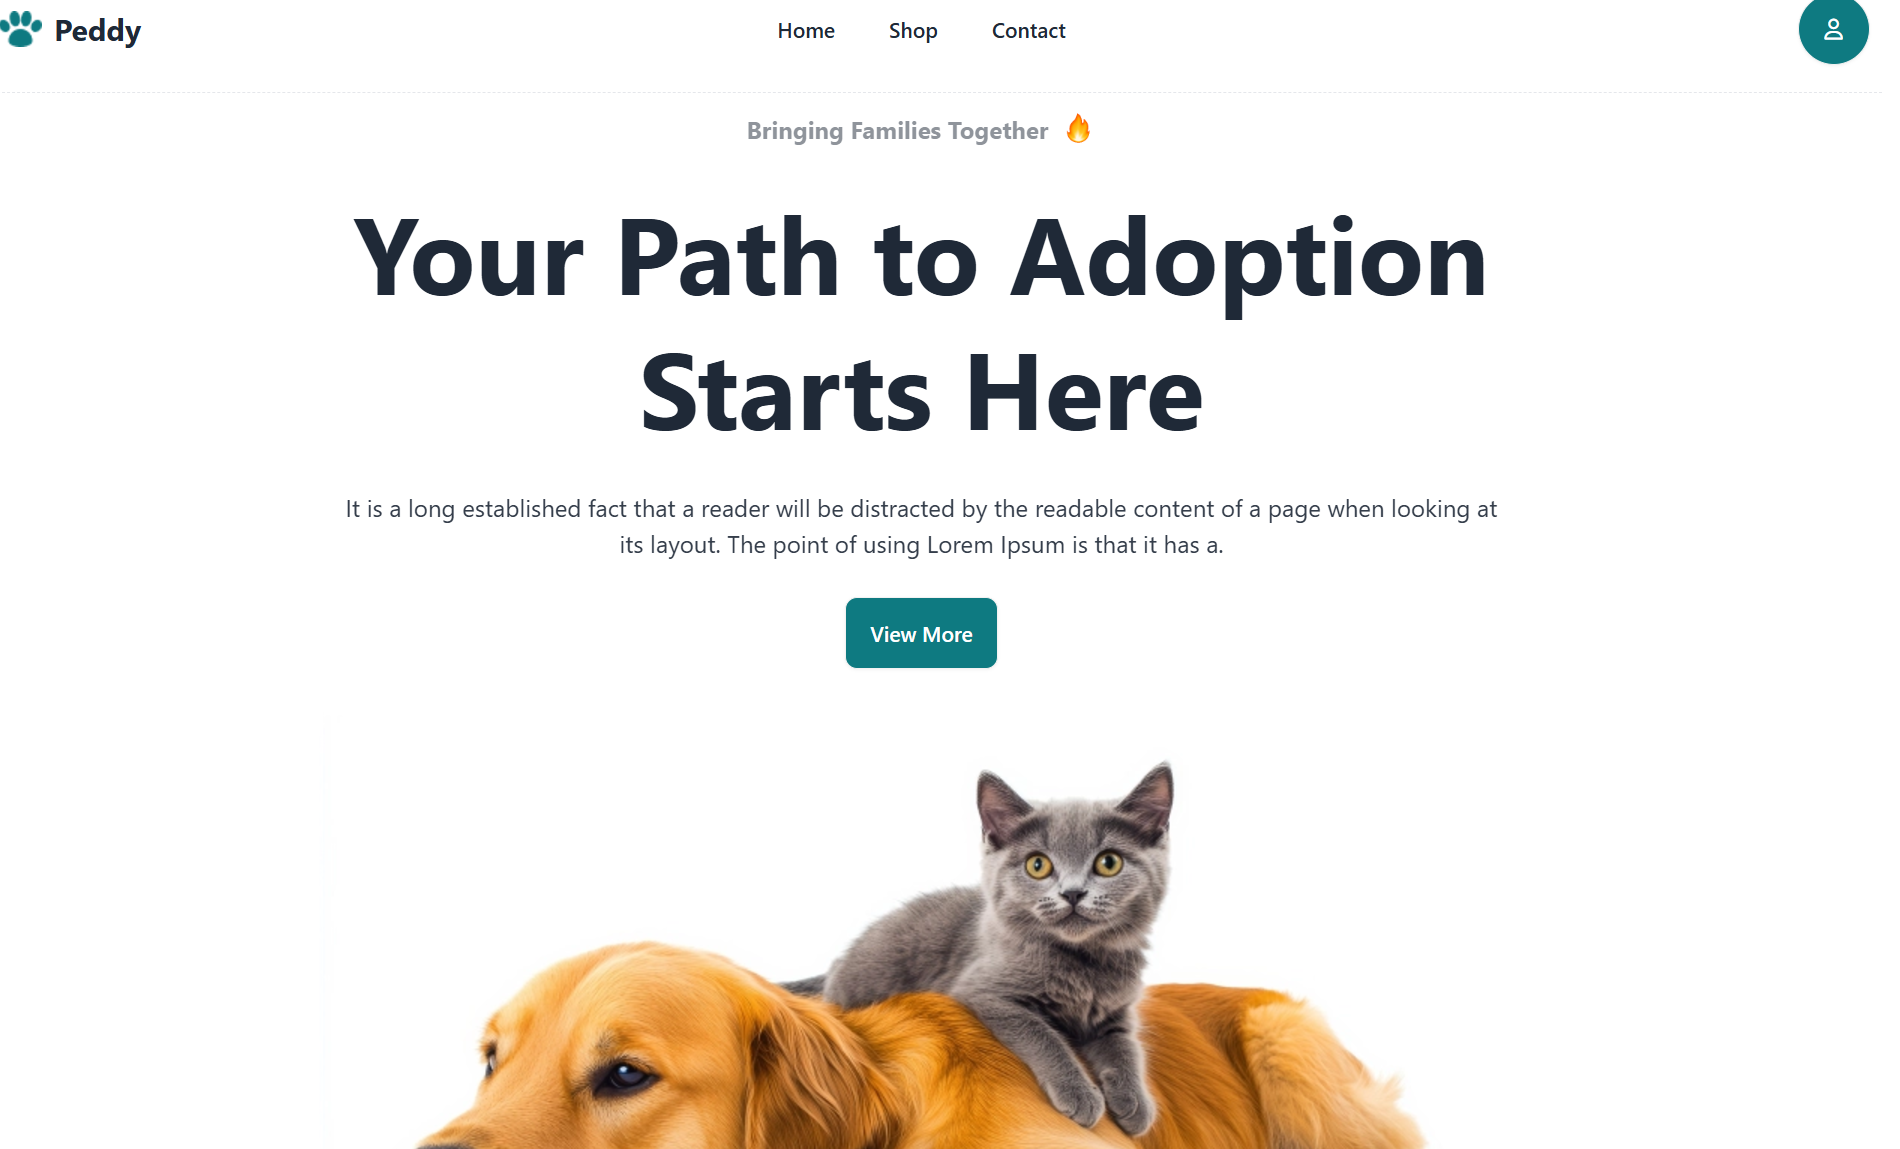 Peddy
Home
Shop
Contact
Bringing Families Together 🔥
Your Path to Adoption
Starts Here
It is a long established fact that a reader will be distracted by the readable content of a page when looking at
its layout. The point of using Lorem Ipsum is that it has a.
View More